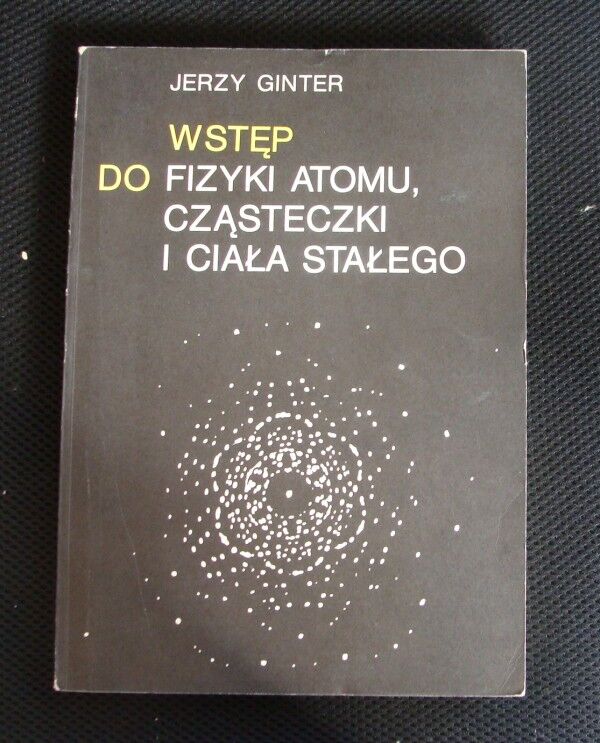 JERZY GINTER
WSTĘP
DO FIZYKI ATOMU,
CZĄSTECZKI
I CIAŁA STAŁEGO